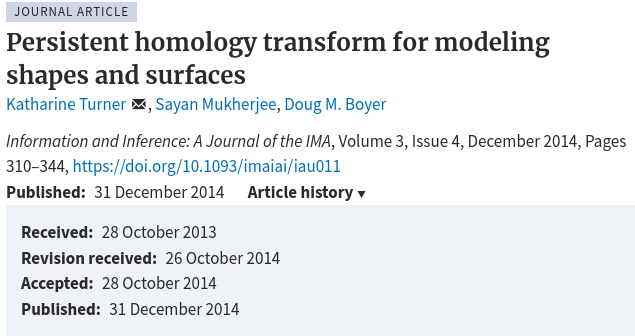 JOURNAL ARTICLE
Persistent homology transform for modeling
shapes and surfaces
Katharine Turner ✉, Sayan Mukherjee, Doug M. Boyer
Information and Inference: A Journal of the IMA, Volume 3, Issue 4, December 2014, Pages
310–344, https://doi.org/10.1093/imaiai/iau011
Published: 31 December 2014 Article history ▾
Received: 28 October 2013
Revision received: 26 October 2014
Accepted: 28 October 2014
Published: 31 December 2014